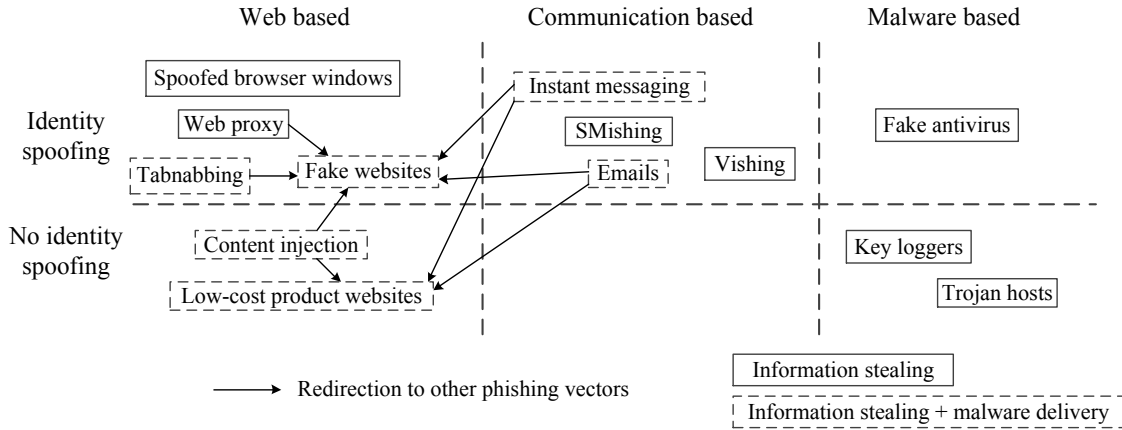 Web based
Communication based
Malware based
Identity
spoofing
Spoofed browser windows
Web proxy
Tabnabbing
Fake websites
Instant messaging
SMishing
Emails
Vishing
Fake antivirus
No identity
spoofing
Content injection
Low-cost product websites
Key loggers
Trojan hosts
Redirection to other phishing vectors
Information stealing
Information stealing + malware delivery